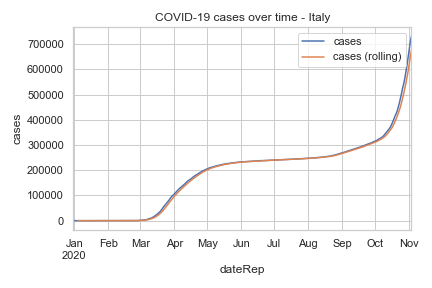 COVID-19 cases over time - Italy
cases
cases (rolling)
700000
600000
500000
400000
300000
200000
100000
0
cases
Jan Feb Mar Apr May Jun Jul Aug Sep Oct Nov
2020
dateRep